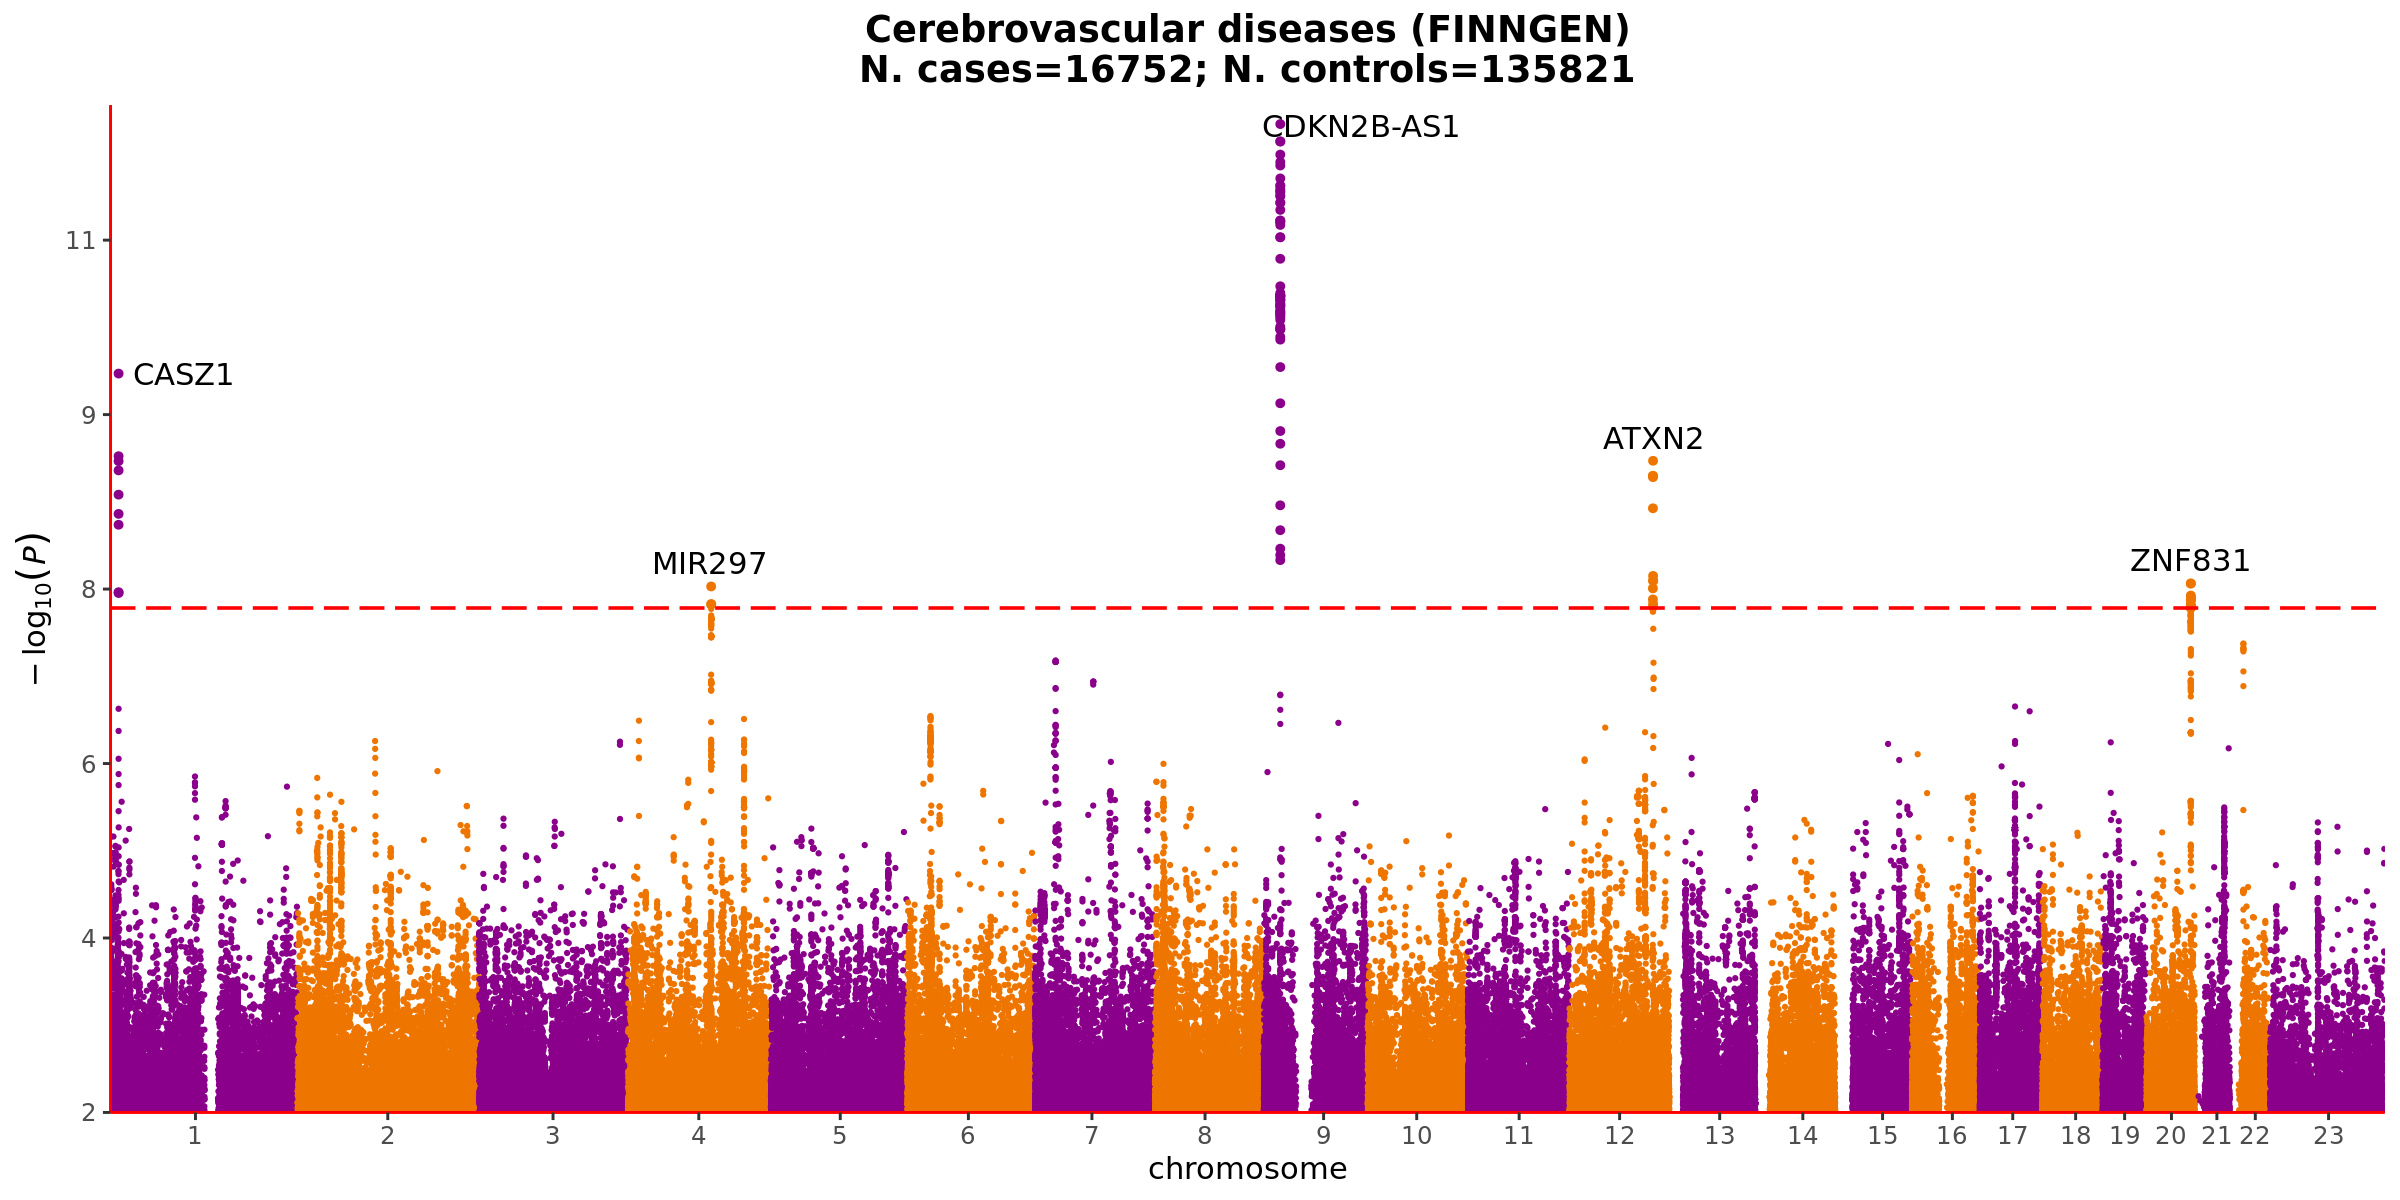 Cerebrovascular diseases (FINNGEN)
N. cases=16752; N. controls=135821
CDKN2B-AS1
11
CASZ1
9
ATXN2
MIR297
ZNF831
8
−log₁₀(P)
6
4
2
1 2 3 4 5 6 7 8 9 10 11 12 13 14 15 16 17 18 19 20 21 22 23
chromosome